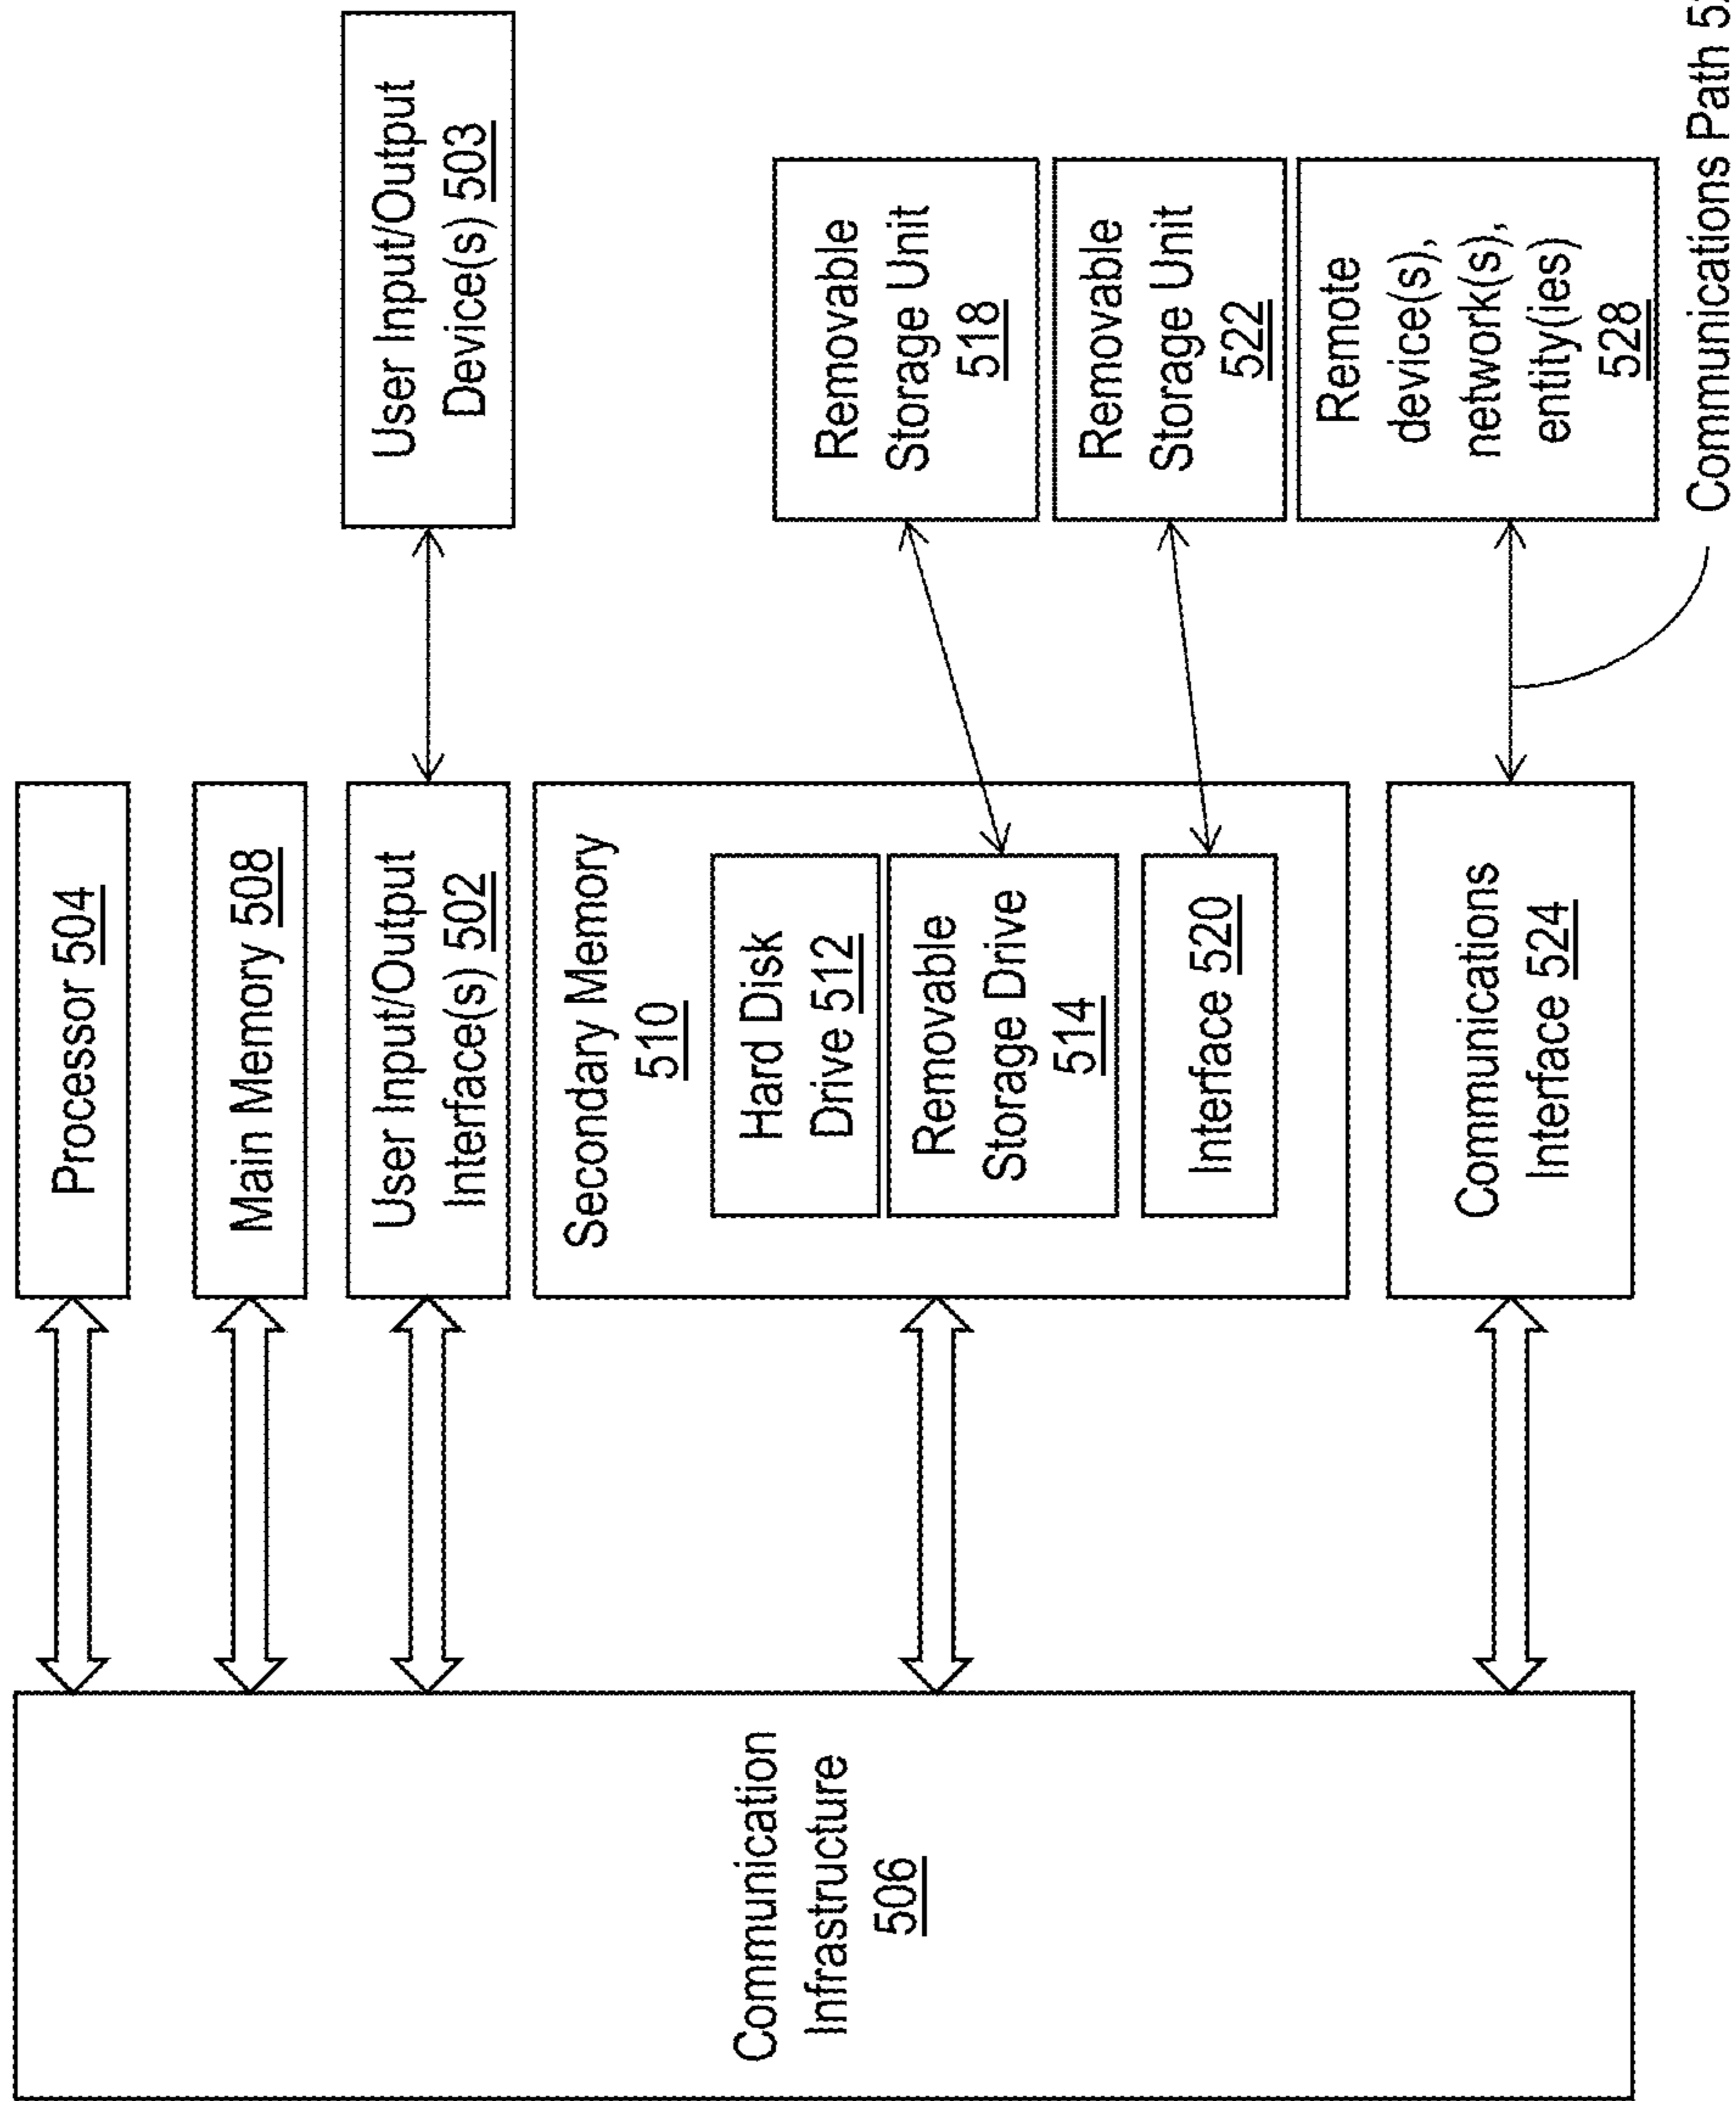 Processor 504
Main Memory 508
User Input/Output
Interface(s) 502
User Input/Output
Device(s) 503
Communication
Infrastructure
506
Secondary Memory
510
Hard Disk
Drive 512
Removable
Storage Drive
514
Interface 520
Removable
Storage Unit
518
Removable
Storage Unit
522
Communications
Interface 524
Remote
device(s),
network(s),
entity(ies)
528
Communications Path